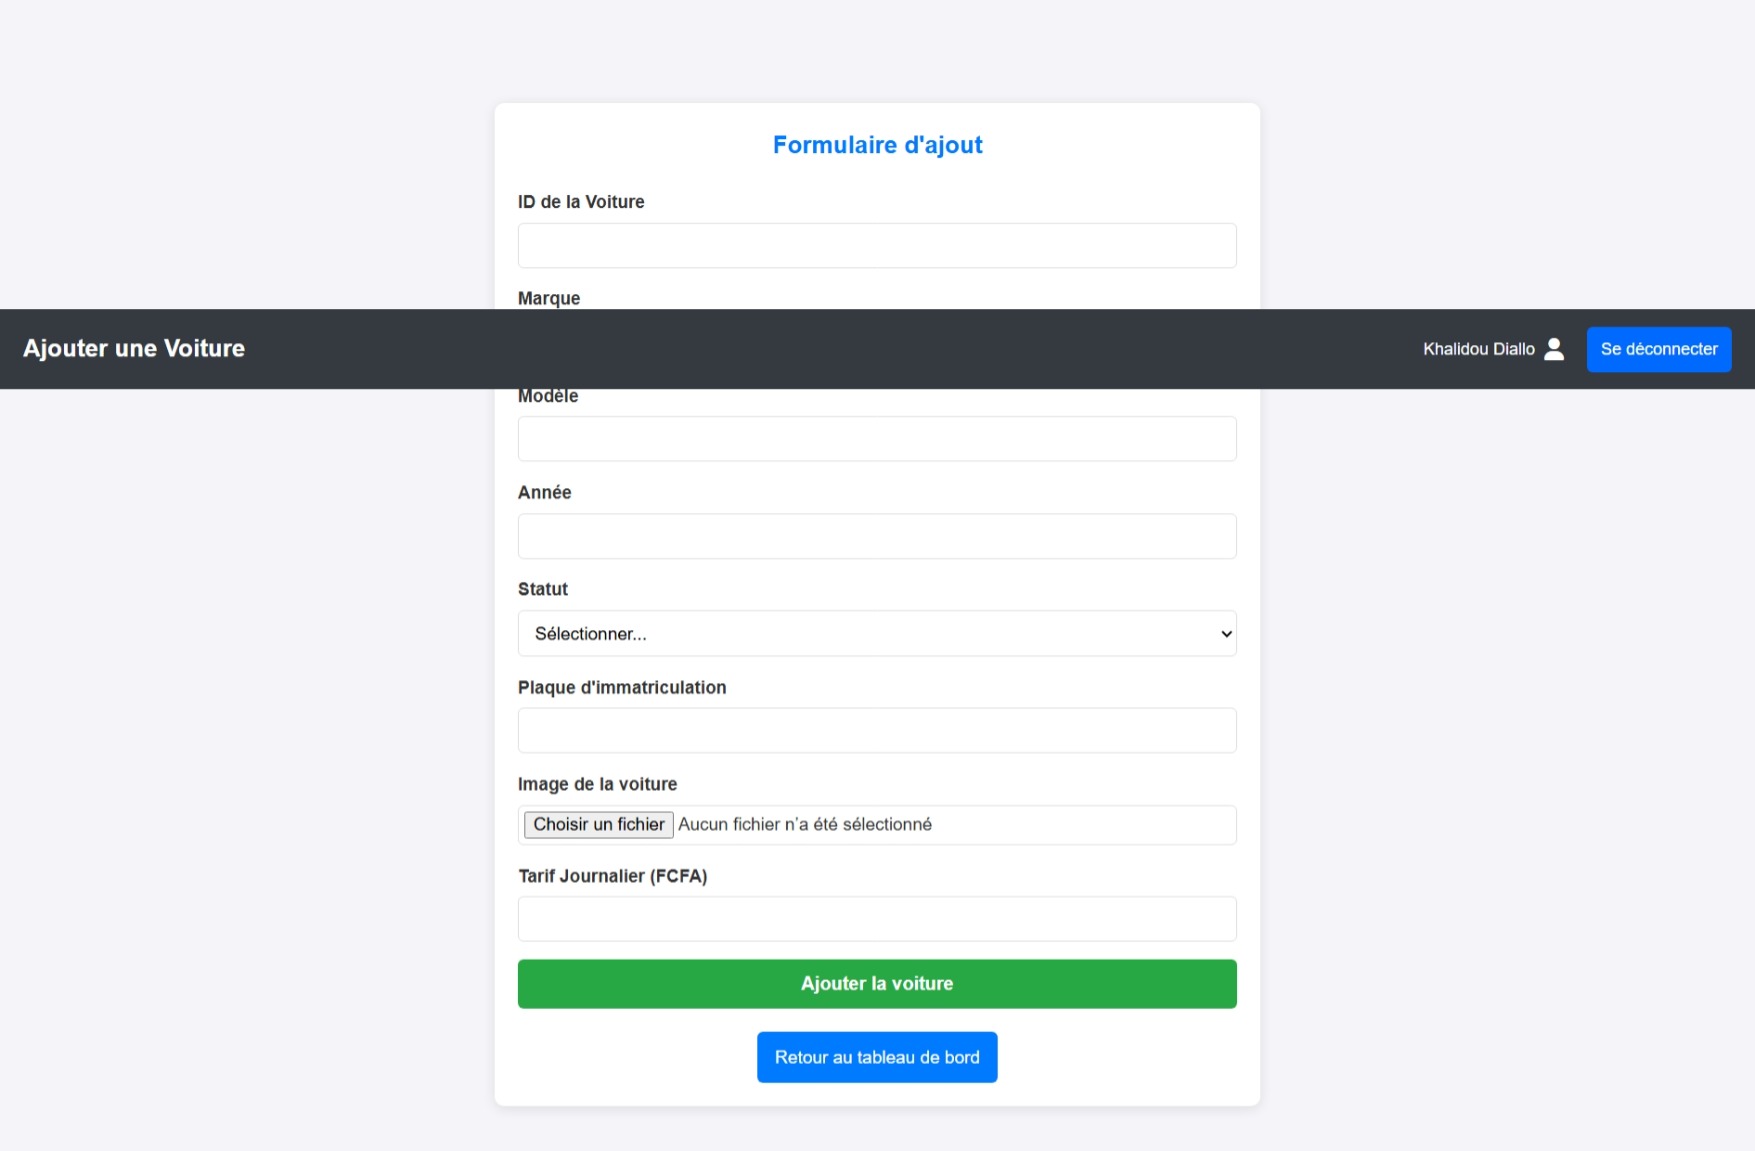 Formulaire d'ajout
ID de la Voiture
Marque
Ajouter une Voiture
Khalidou Diallo
Se déconnecter
Modèle
Année
Statut
Sélectionner...
Plaque d'immatriculation
Image de la voiture
Choisir un fichier Aucun fichier n’a été sélectionné
Tarif Journalier (FCFA)
Ajouter la voiture
Retour au tableau de bord